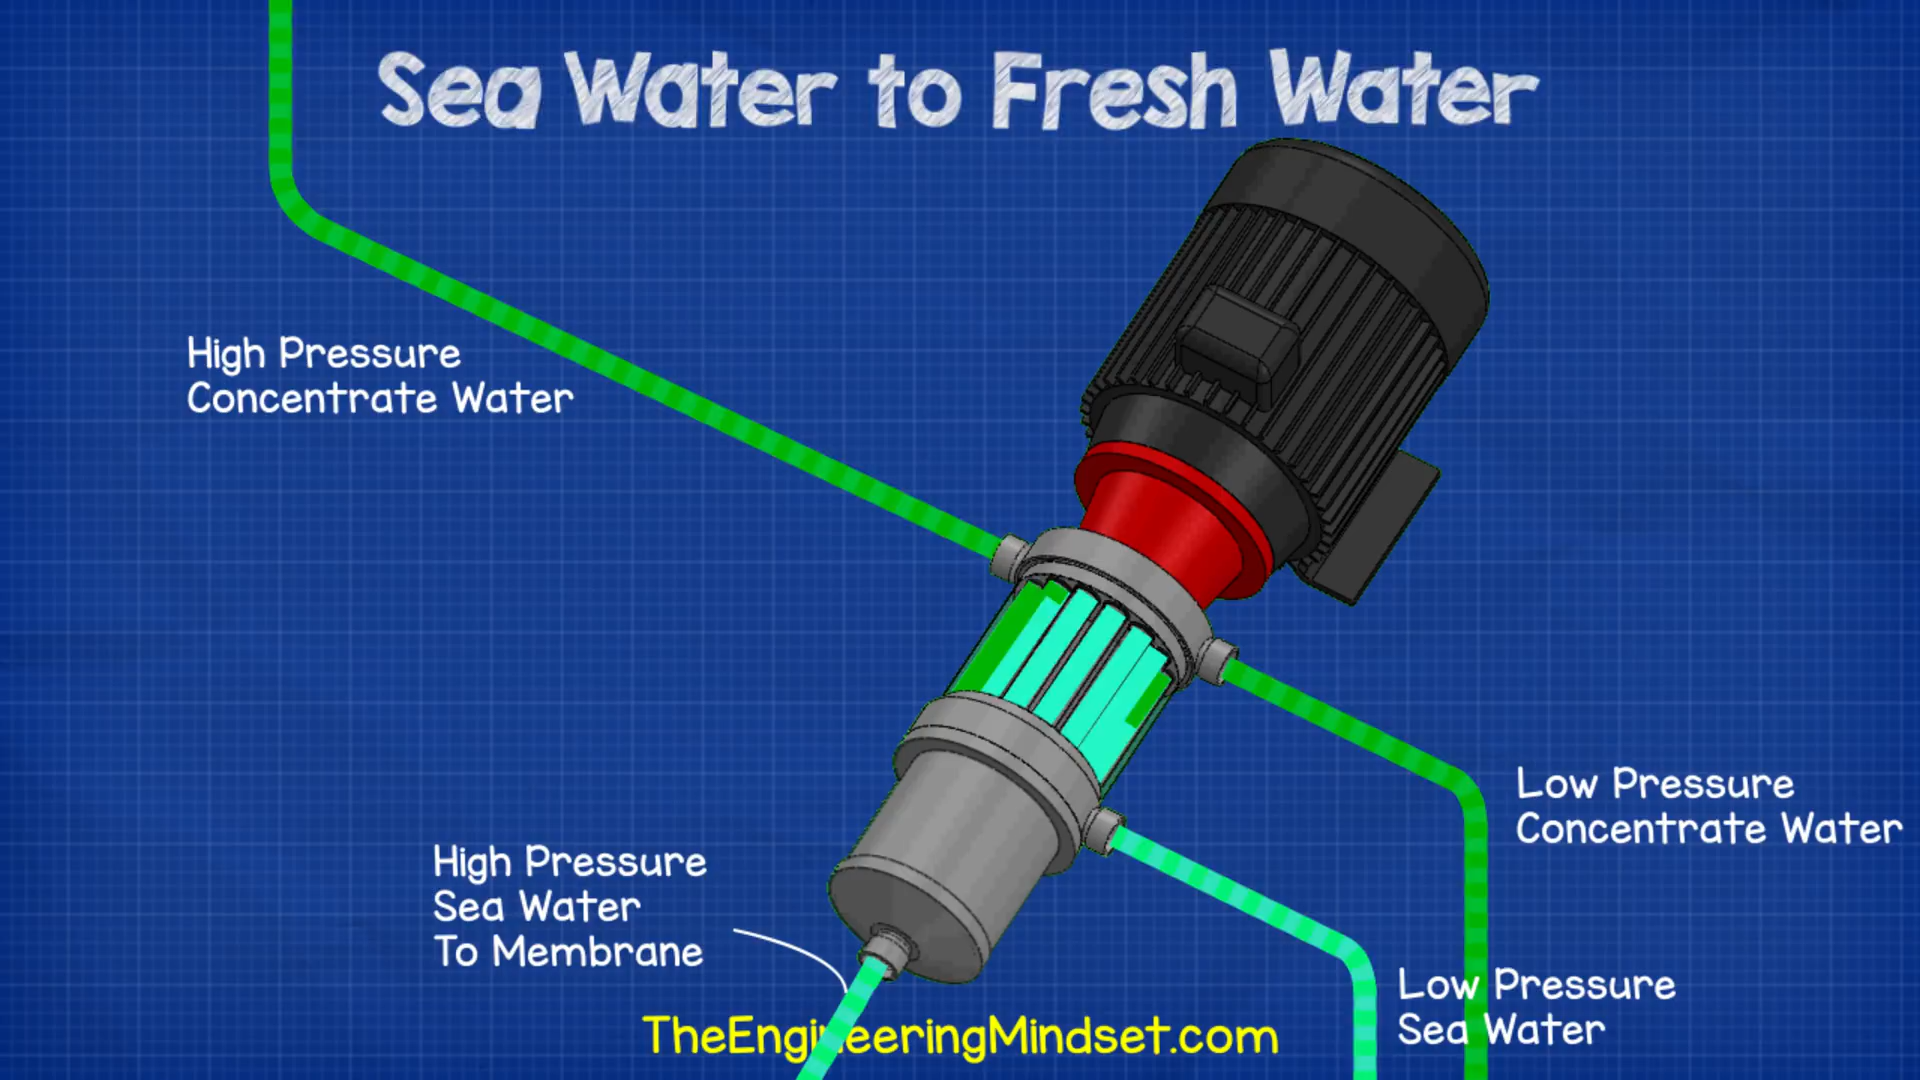 Sea Water to Fresh Water
High Pressure
Concentrate Water
Low Pressure
Concentrate Water
High Pressure
Sea Water
To Membrane
Low Pressure
Sea Water
TheEngineeringMindset.com